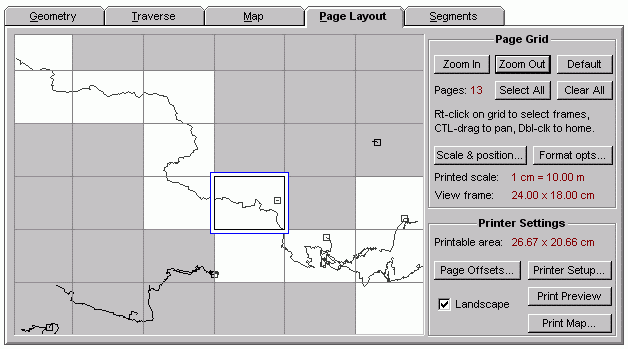 Geometry Traverse Map Page Layout Segments
Page Grid
Zoom In Zoom Out Default
Pages: 13 Select All Clear All
Rt-click on grid to select frames,
CTL-drag to pan, Dbl-clk to home.
Scale & position... Format opts...
Printed scale: 1 cm = 10.00 m
View frame: 24.00 x 18.00 cm
Printer Settings
Printable area: 26.67 x 20.66 cm
Page Offsets... Printer Setup...
Landscape
Print Preview
Print Map...